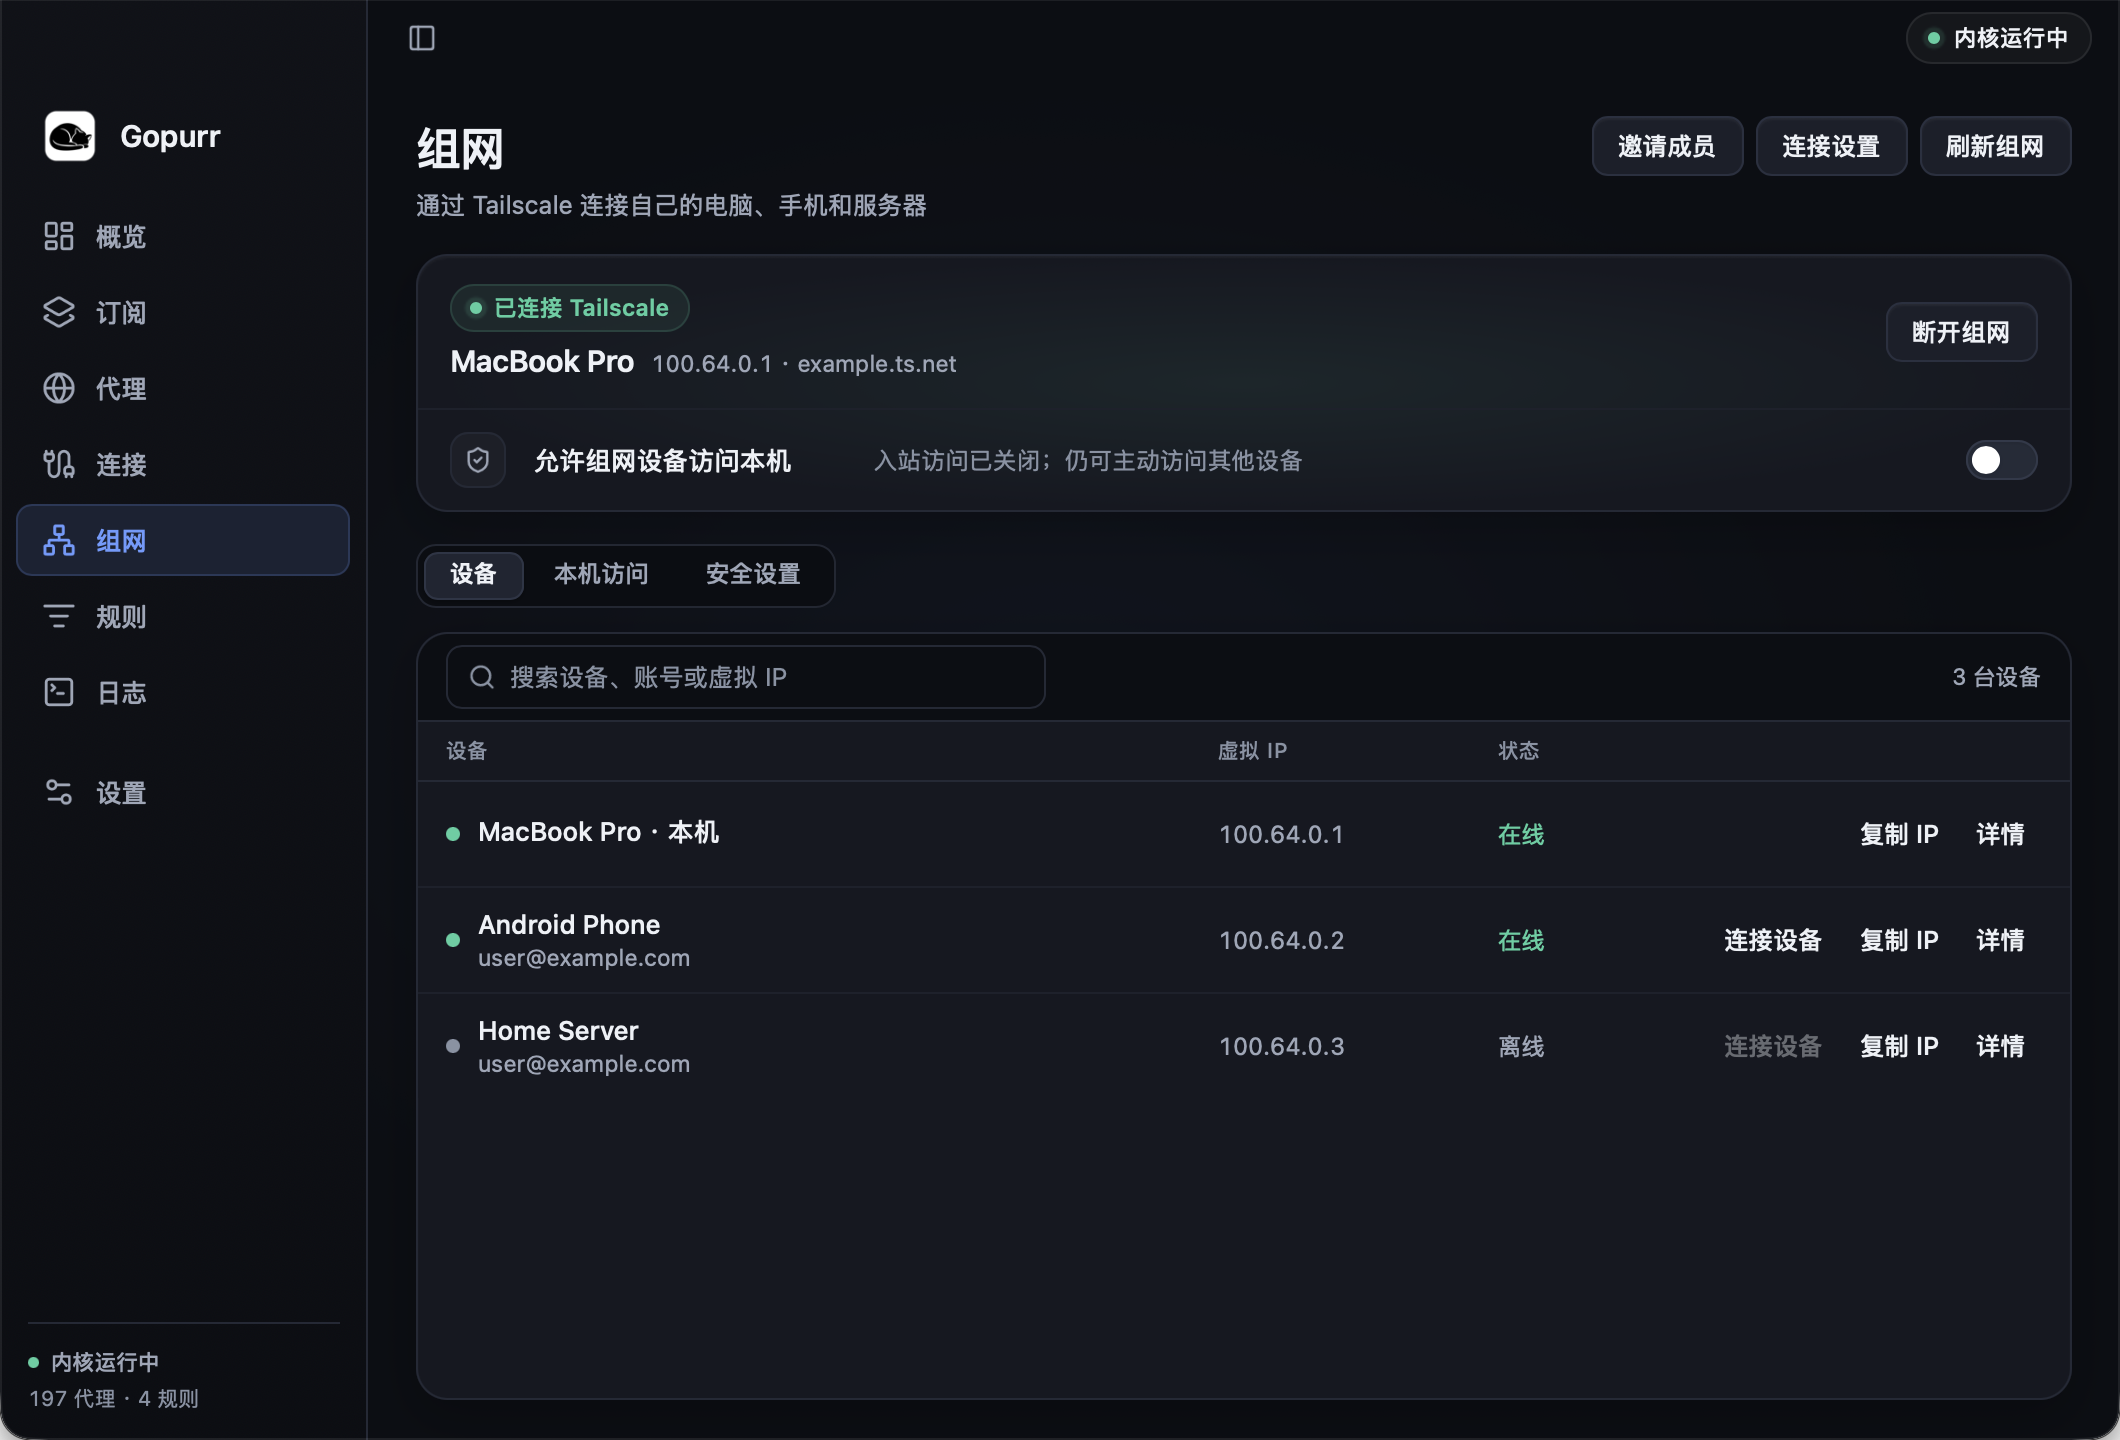 内核运行中
Gopurr
概览
订阅
代理
连接
组网
规则
日志
设置
内核运行中
197 代理 · 4 规则
组网
通过 Tailscale 连接自己的电脑、手机和服务器
邀请成员 连接设置 刷新组网
已连接 Tailscale
MacBook Pro 100.64.0.1 · example.ts.net
断开组网
允许组网设备访问本机 入站访问已关闭；仍可主动访问其他设备
设备 本机访问 安全设置
搜索设备、账号或虚拟 IP 3 台设备
设备 虚拟 IP 状态
MacBook Pro · 本机 100.64.0.1 在线 复制 IP 详情
Android Phone
user@example.com
100.64.0.2 在线 连接设备 复制 IP 详情
Home Server
user@example.com
100.64.0.3 离线 连接设备 复制 IP 详情